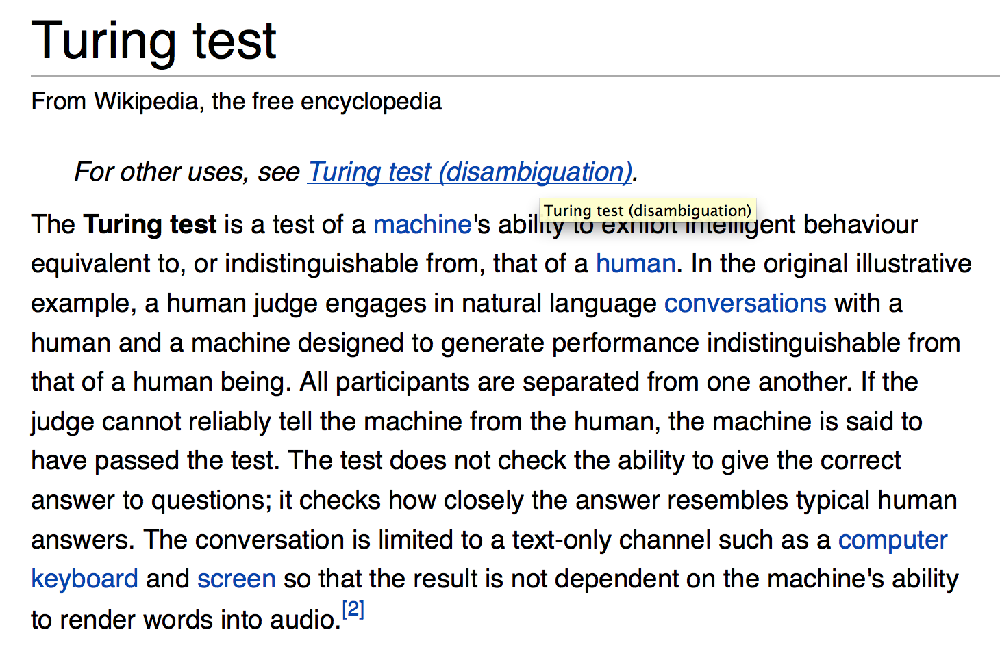 Turing test
From Wikipedia, the free encyclopedia
For other uses, see Turing test (disambiguation).
Turing test (disambiguation)
The Turing test is a test of a machine's ability to exhibit intelligent behaviour
equivalent to, or indistinguishable from, that of a human. In the original illustrative
example, a human judge engages in natural language conversations with a
human and a machine designed to generate performance indistinguishable from
that of a human being. All participants are separated from one another. If the
judge cannot reliably tell the machine from the human, the machine is said to
have passed the test. The test does not check the ability to give the correct
answer to questions; it checks how closely the answer resembles typical human
answers. The conversation is limited to a text-only channel such as a computer
keyboard and screen so that the result is not dependent on the machine's ability
to render words into audio.[2]